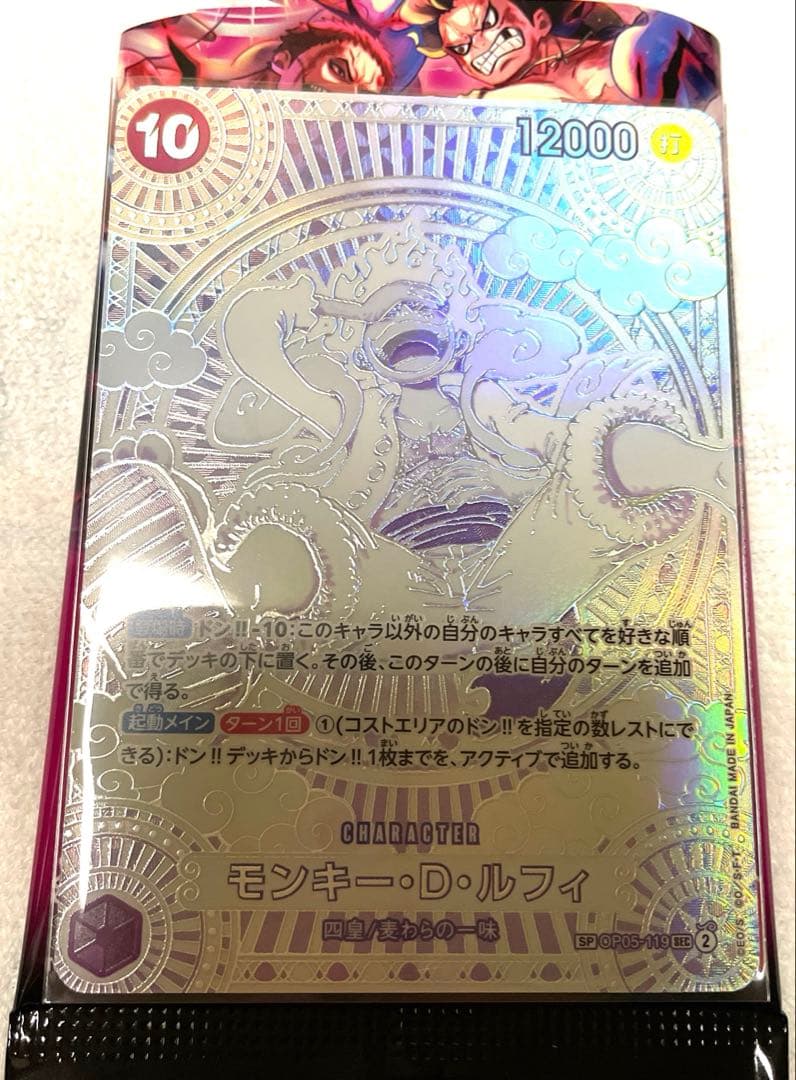 10
12000 打
登場時 ドン!!-10:このキャラ以外の自分のキャラすべてを好きな順
番でデッキの下に置く。その後、このターンの後に自分のターンを追加
で得る。
起動メイン ターン1回 ①(コストエリアのドン!!を指定の数レストにで
きる):ドン!!デッキからドン!!1枚までを、アクティブで追加する。
CHARACTER
モンキー・D・ルフィ
四皇/麦わらの一味
SP OP05-119 SEC 2
©E.O/S. ©O/S.F.T. BANDAI MADE IN JAPAN